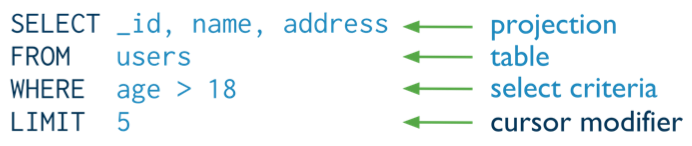 SELECT _id, name, address projection
FROM users table
WHERE age > 18 select criteria
LIMIT 5 cursor modifier